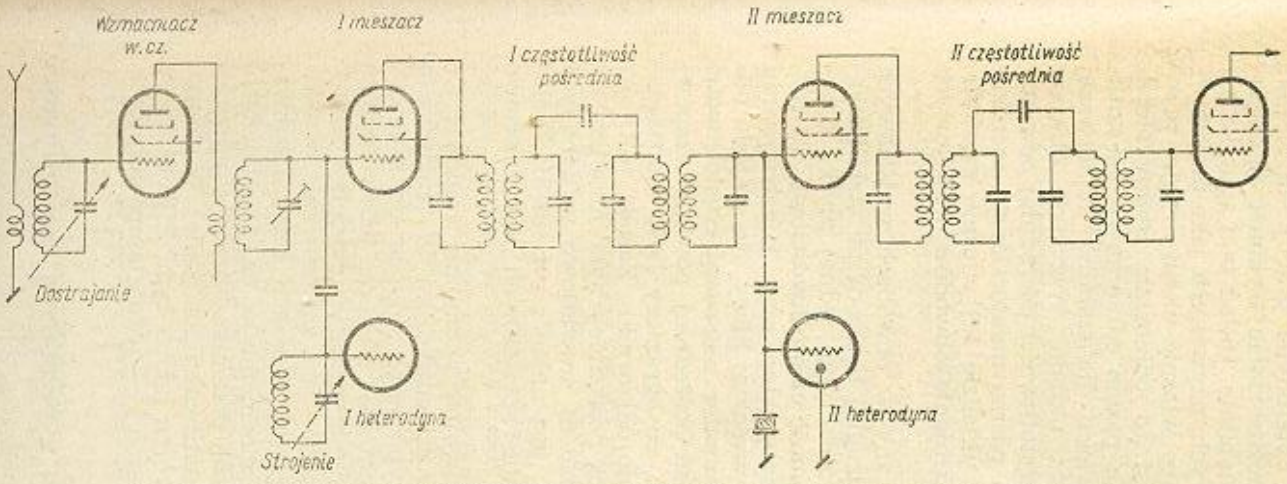 Wzmacniacz
w. cz.
I mieszacz
I częstotliwość
pośrednia
II mieszacz
II częstotliwość
pośrednia
Dostrajanie
I heterodyna
Strojenie
II heterodyna